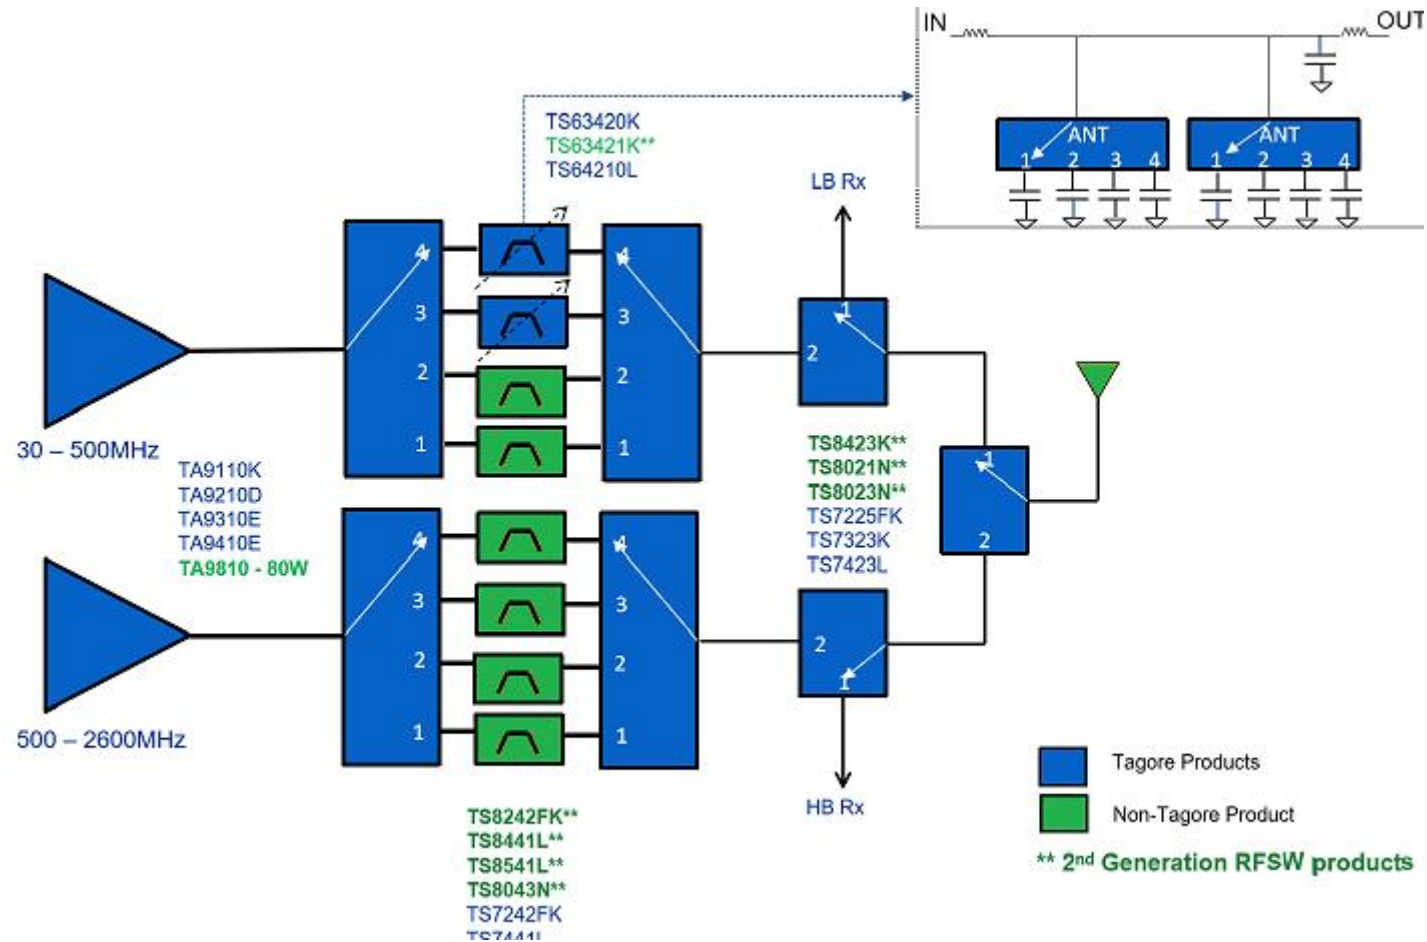 IN
OUT
TS63420K
TS63421K**
TS64210L
ANT
1 2 3 4
ANT
1 2 3 4
LB Rx
4
3
2
1
4
3
2
1
1
2
30 – 500MHz
TA9110K
TA9210D
TA9310E
TA9410E
TA9810 - 80W
TS8423K**
TS8021N**
TS8023N**
TS7225FK
TS7323K
TS7423L
1
2
4
3
2
1
4
3
2
1
2
1
500 – 2600MHz
HB Rx
TS8242FK**
TS8441L**
TS8541L**
TS8043N**
TS7242FK
TS7441L
Tagore Products
Non-Tagore Product
** 2nd Generation RFSW products